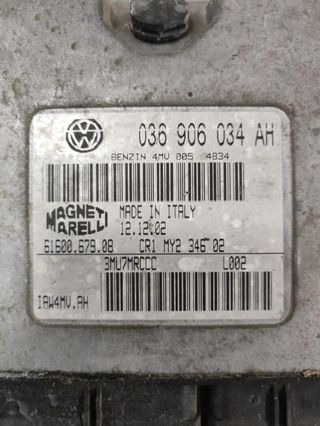 036 906 034 AH
BENZIN 4MV 005 4834
MAGNETI
MARELLI
MADE IN ITALY
12.12.02
61600.679.08 CR1 MY2 346 02
3MU7MRCCC L002
IAW4MV.AH